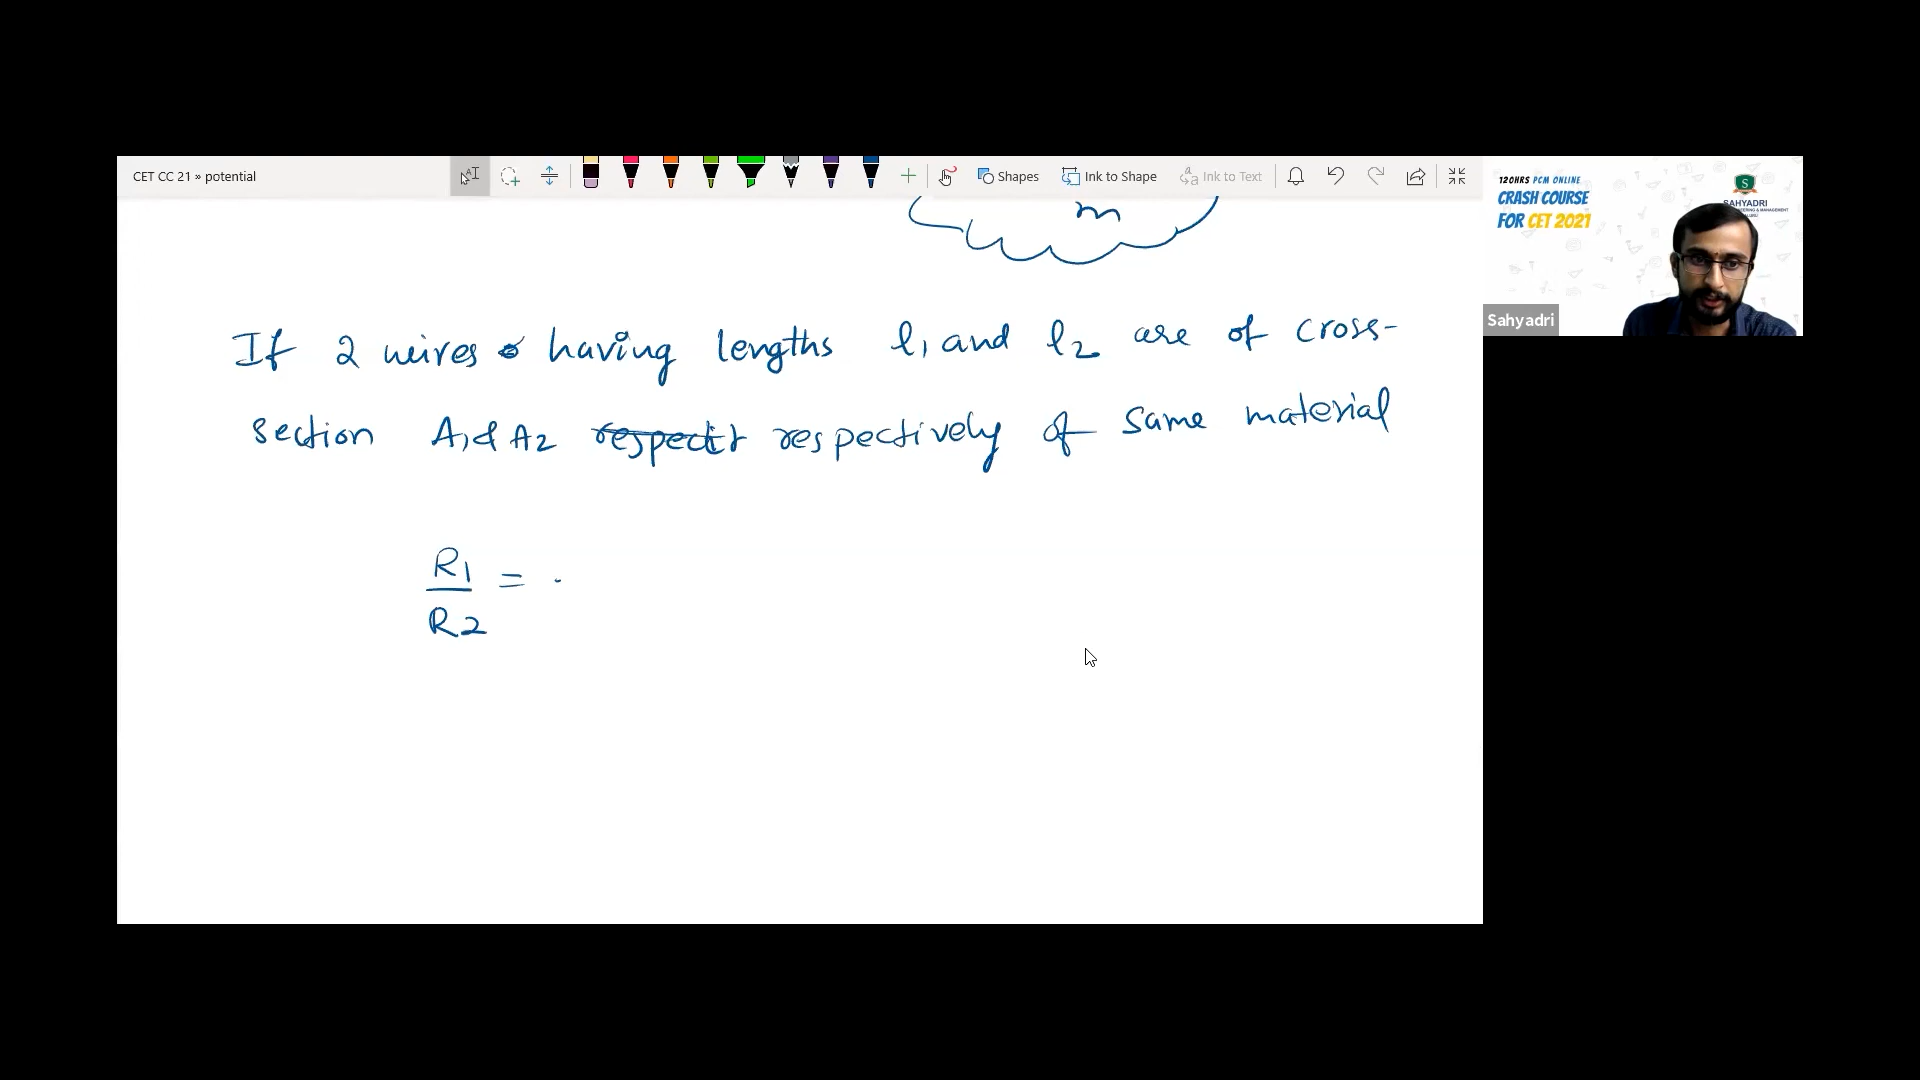 CET CC 21 » potential
Shapes
Ink to Shape
Ink to Text
120HRS PCM ONLINE
CRASH COURSE
FOR CET 2021
S
SAHYADRI
Sahyadri
m
If 2 wires having lengths l1 and l2 are of cross-
section A1 & A2 respect respectively of same material
R1
=
R2